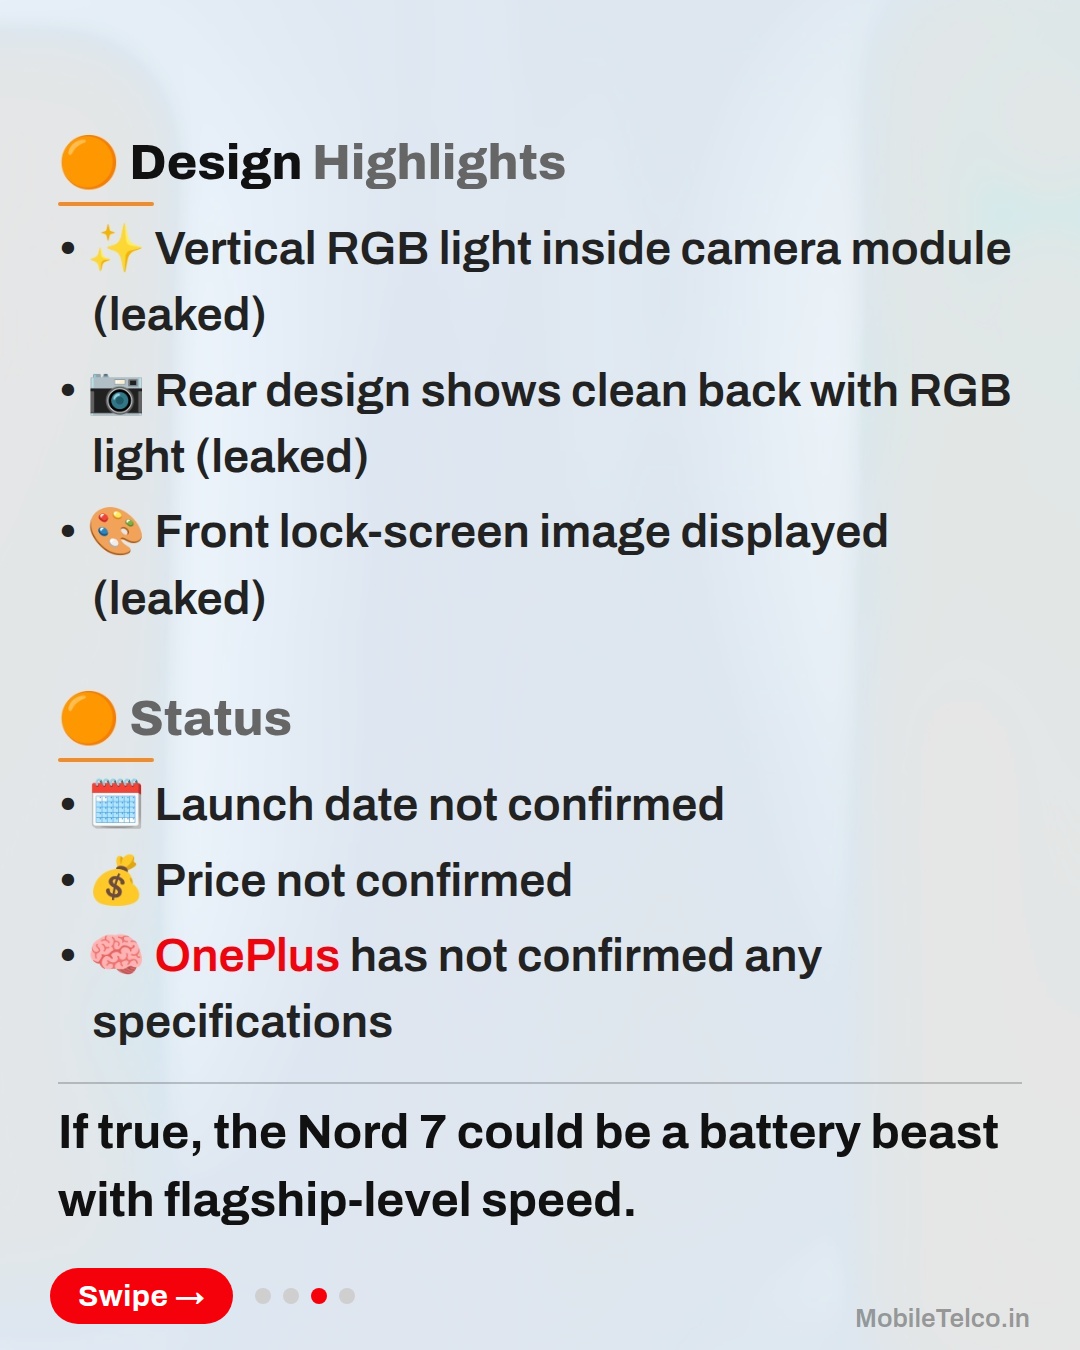 🟠 Design Highlights
• ✨ Vertical RGB light inside camera module
(leaked)
• 📷 Rear design shows clean back with RGB
light (leaked)
• 🎨 Front lock-screen image displayed
(leaked)
🟠 Status
• 🗓️ Launch date not confirmed
• 💰 Price not confirmed
• 🧠 OnePlus has not confirmed any
specifications
If true, the Nord 7 could be a battery beast
with flagship-level speed.
Swipe →
MobileTelco.in